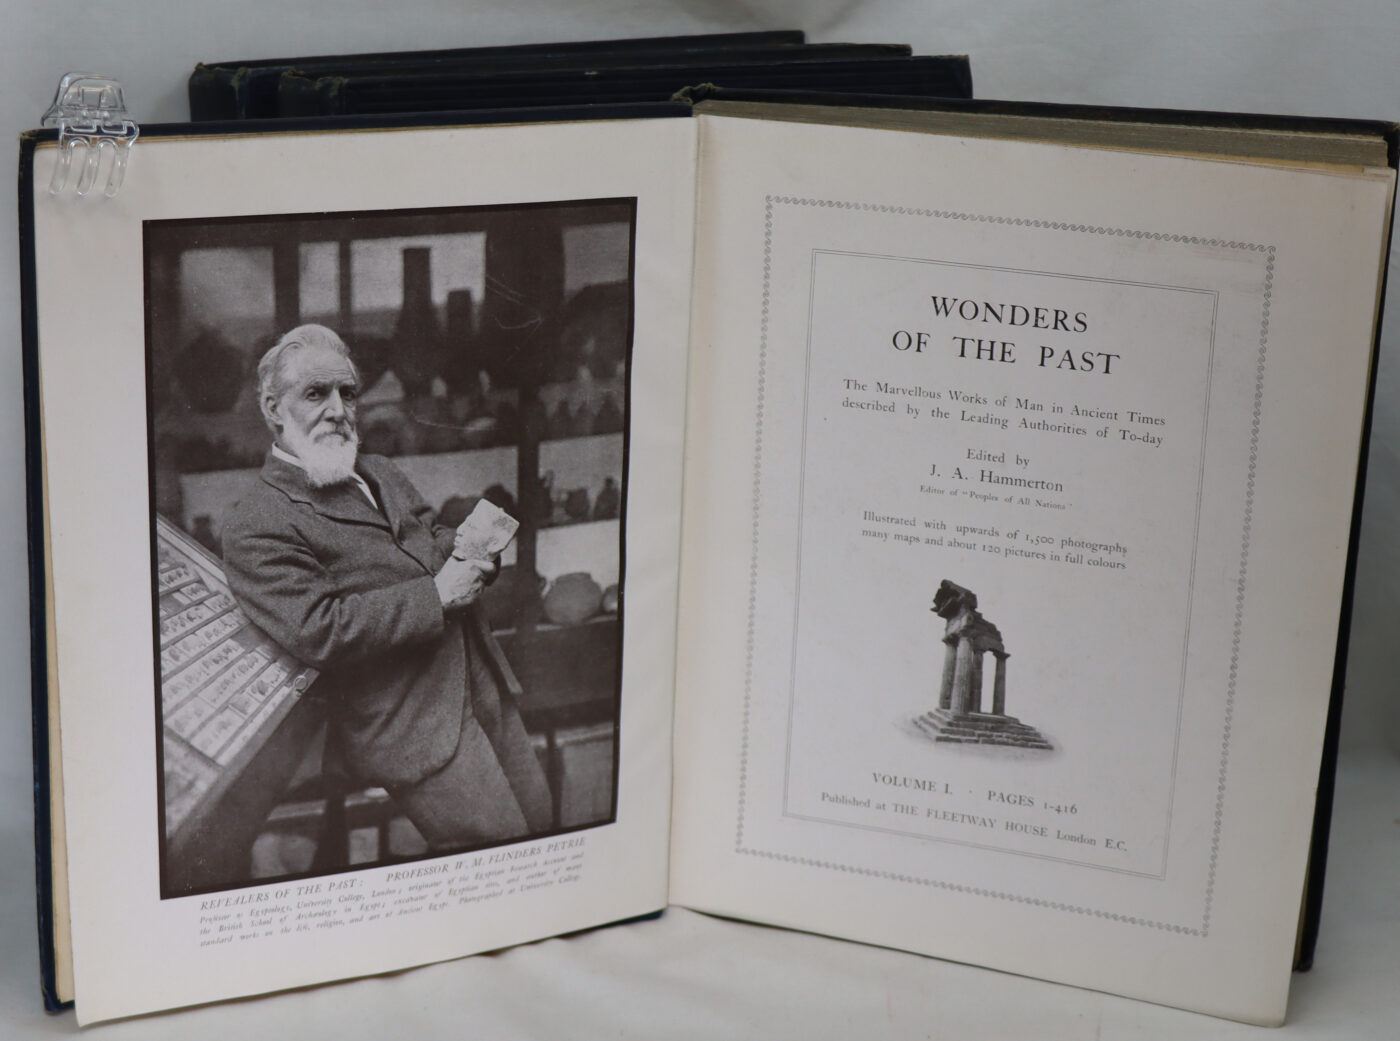 REVEALERS OF THE PAST: PROFESSOR W. M. FLINDERS PETRIE
Professor of Egyptology, University College, London; originator of the Egyptian Research Account and
the British School of Archæology in Egypt; excavator of Egyptian sites, and author of many
standard works on the life, religion, and art of Ancient Egypt. Photographed at University College.
WONDERS
OF THE PAST
The Marvellous Works of Man in Ancient Times
described by the Leading Authorities of To-day
Edited by
J. A. Hammerton
Editor of "Peoples of All Nations"
Illustrated with upwards of 1,500 photographs
many maps and about 120 pictures in full colours
VOLUME I. · PAGES 1-416
Published at THE FLEETWAY HOUSE London E.C.